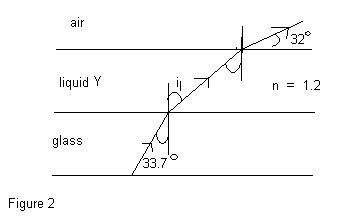 air
32°
liquid Y
i
n = 1.2
glass
33.7°
Figure 2